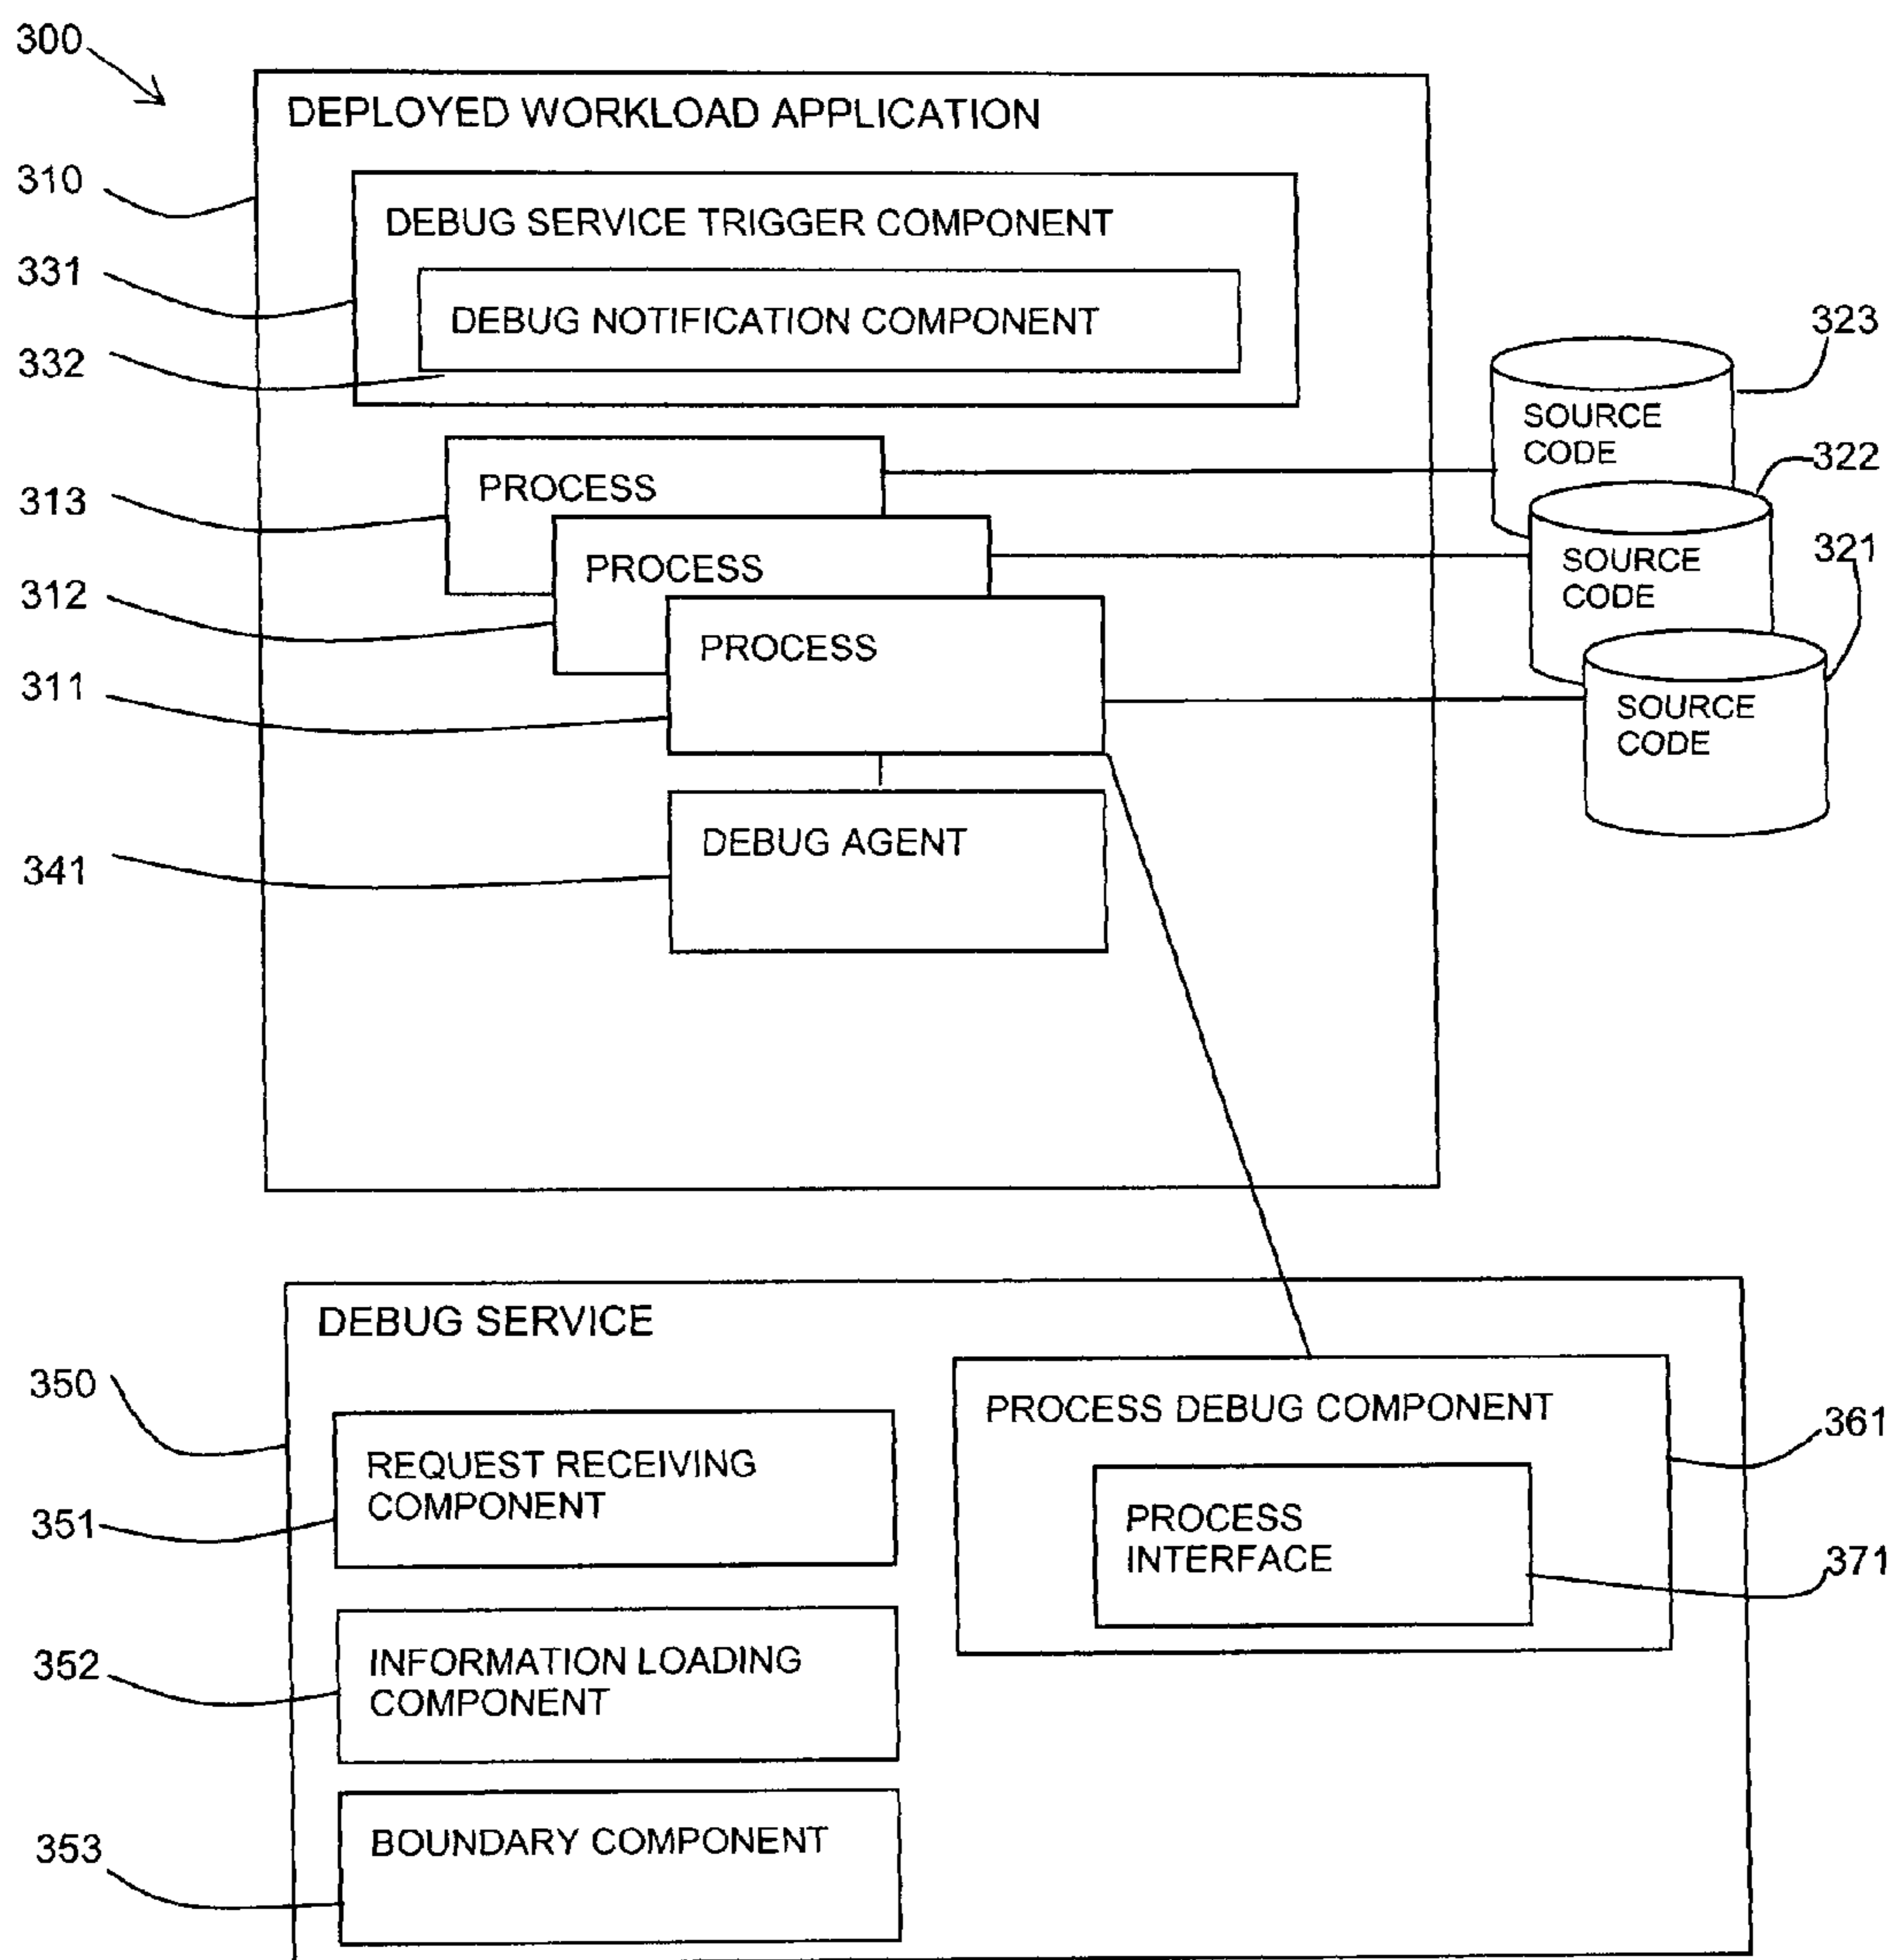 300
DEPLOYED WORKLOAD APPLICATION
310
DEBUG SERVICE TRIGGER COMPONENT
331
DEBUG NOTIFICATION COMPONENT
332
323
SOURCE
CODE
322
313
PROCESS
SOURCE
CODE
321
312
PROCESS
311
PROCESS
SOURCE
CODE
341
DEBUG AGENT
DEBUG SERVICE
350
PROCESS DEBUG COMPONENT
361
REQUEST RECEIVING
COMPONENT
351
PROCESS
INTERFACE
371
352
INFORMATION LOADING
COMPONENT
353
BOUNDARY COMPONENT